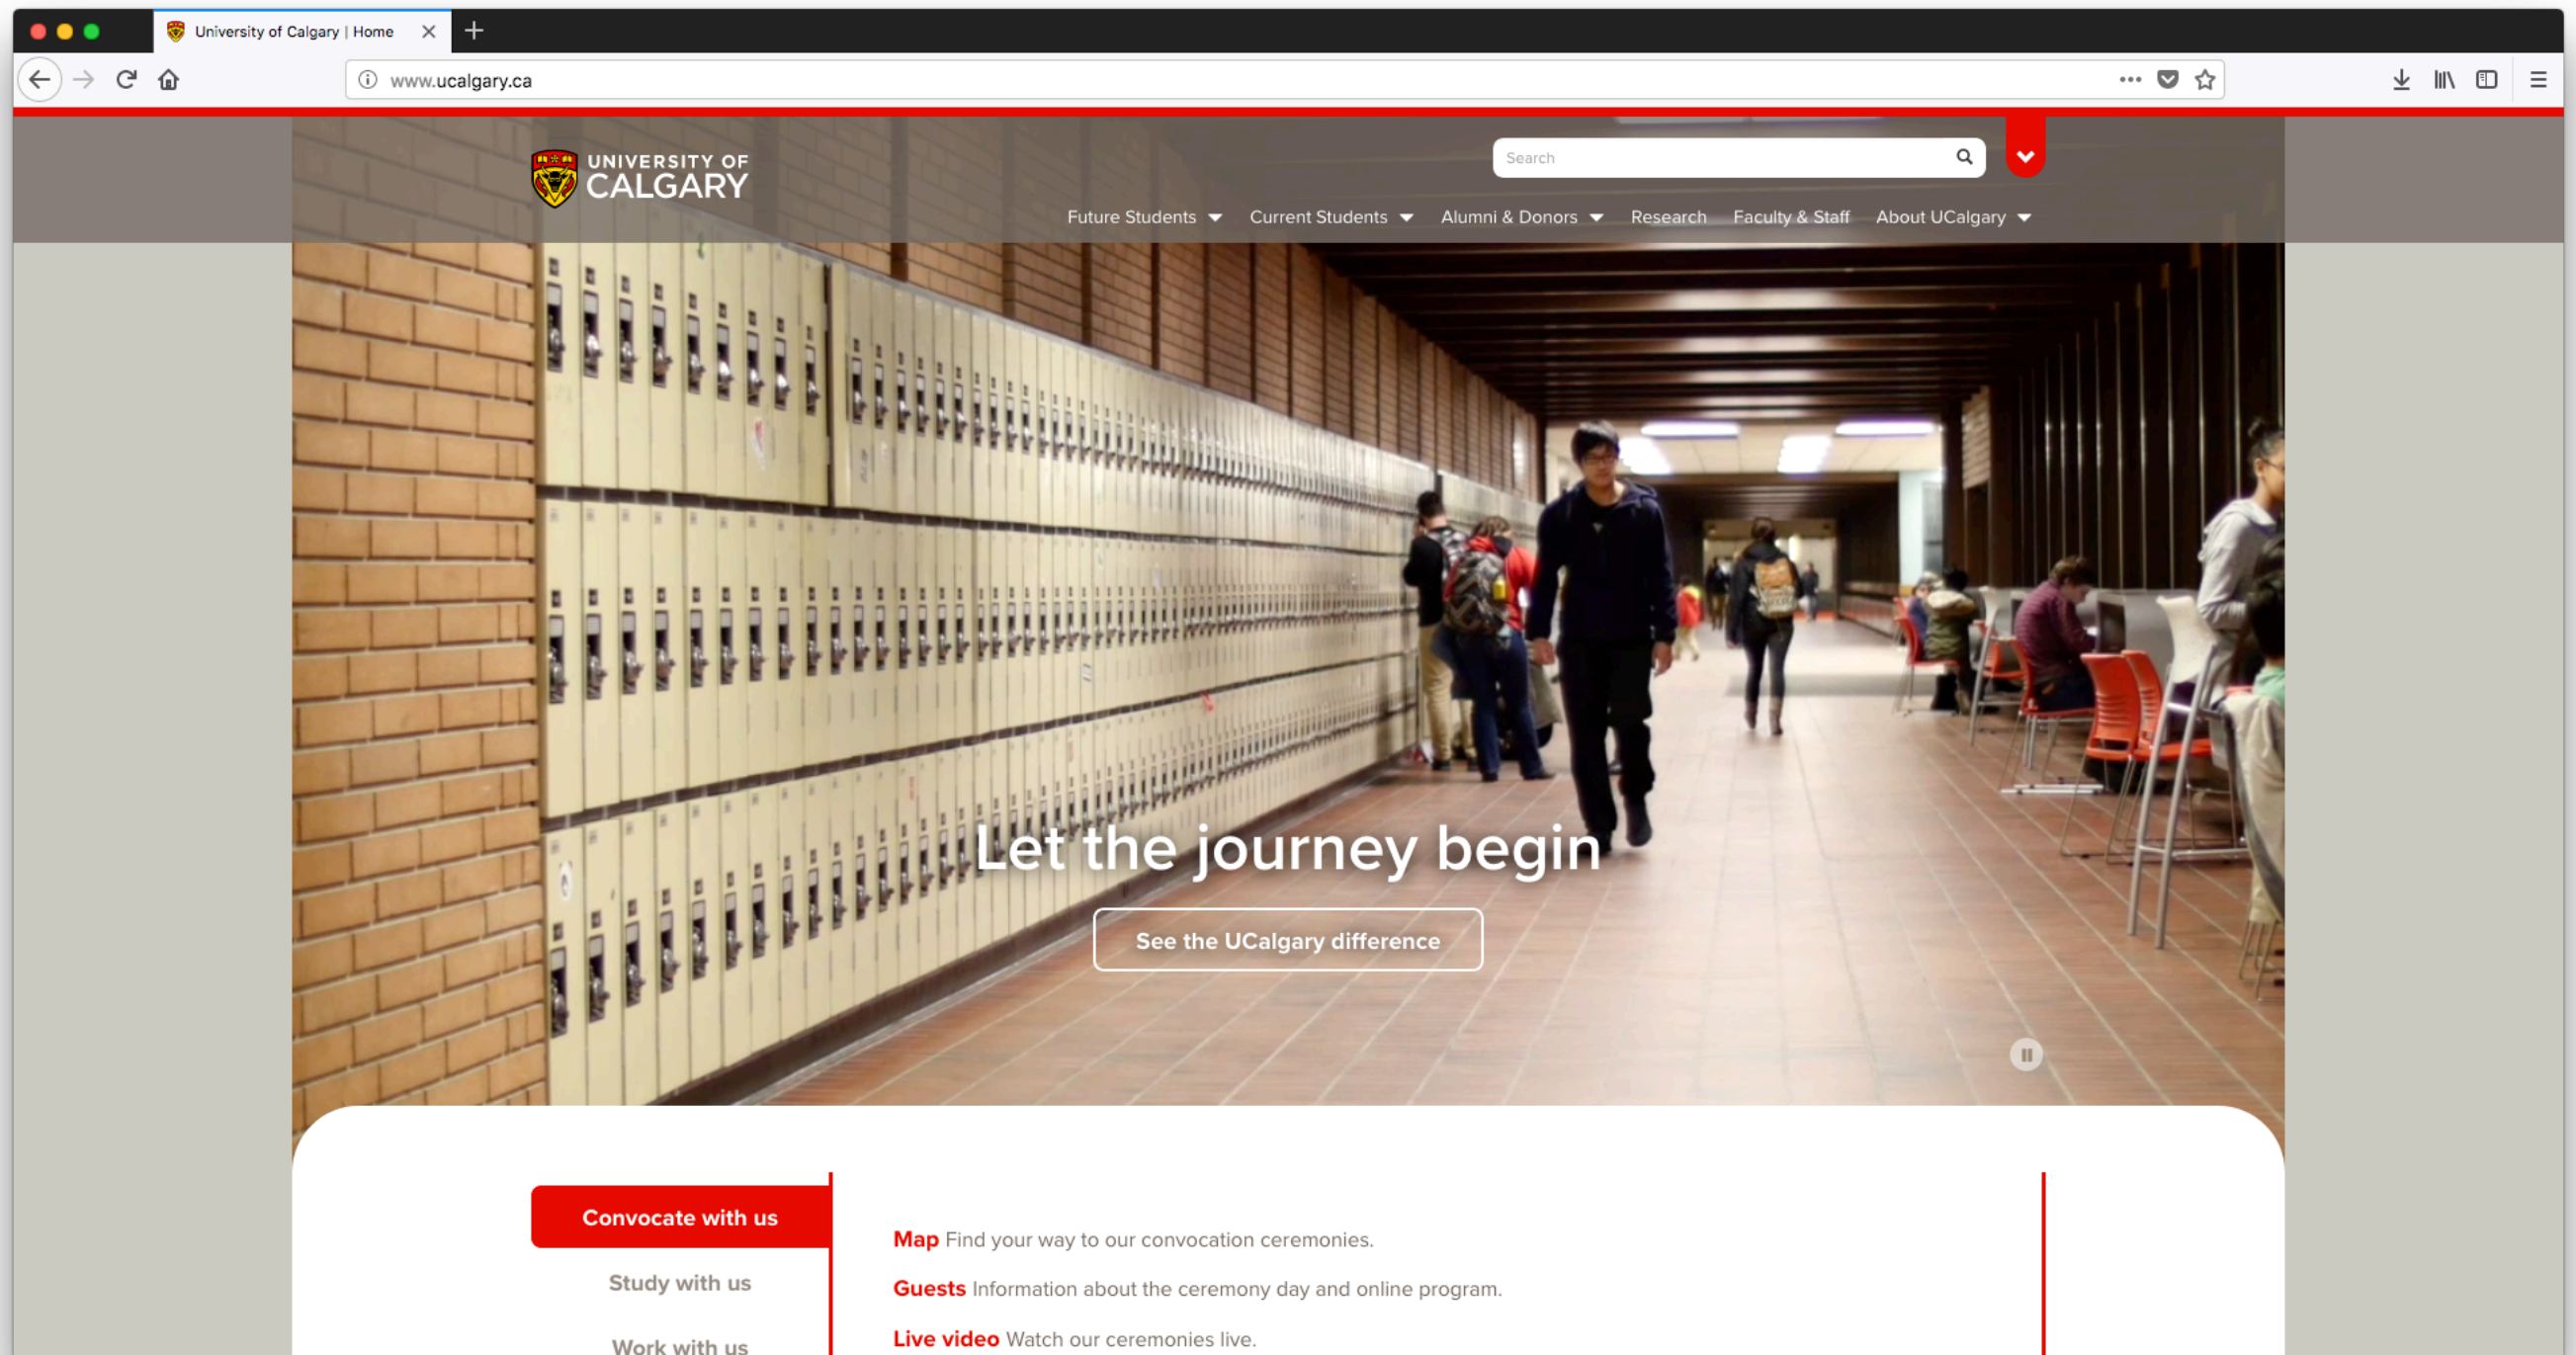 University of Calgary | Home
www.ucalgary.ca
UNIVERSITY OF
CALGARY
Search
Future Students
Current Students
Alumni & Donors
Research
Faculty & Staff
About UCalgary
Let the journey begin
See the UCalgary difference
Convocate with us
Study with us
Work with us
Map Find your way to our convocation ceremonies.
Guests Information about the ceremony day and online program.
Live video Watch our ceremonies live.